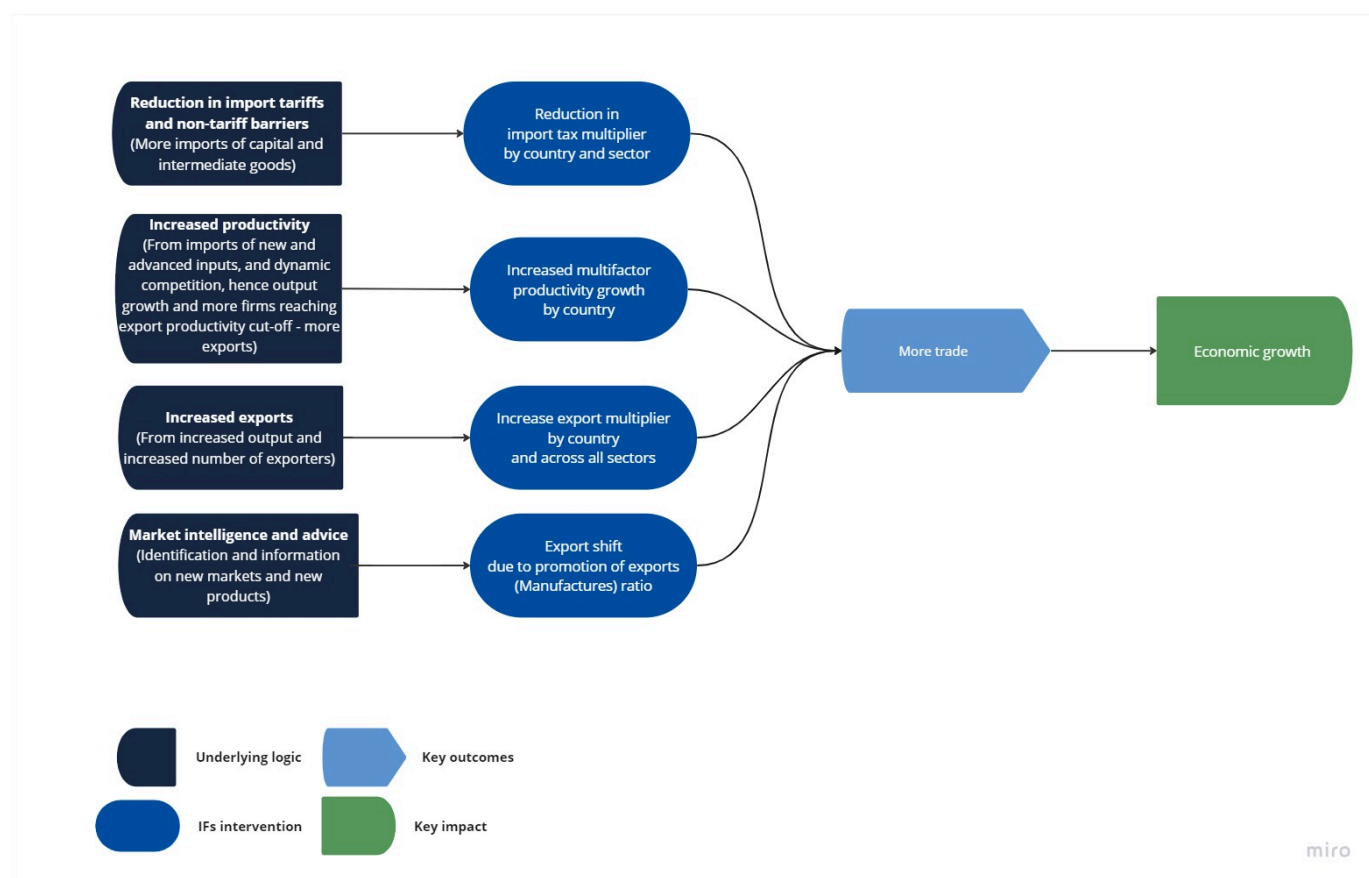 Reduction in import tariffs
and non-tariff barriers
(More imports of capital and
intermediate goods)
Reduction in
import tax multiplier
by country and sector
Increased productivity
(From imports of new and
advanced inputs, and dynamic
competition, hence output
growth and more firms reaching
export productivity cut-off - more
exports)
Increased multifactor
productivity growth
by country
More trade
Economic growth
Increased exports
(From increased output and
increased number of exporters)
Increase export multiplier
by country
and across all sectors
Market intelligence and advice
(Identification and information
on new markets and new
products)
Export shift
due to promotion of exports
(Manufactures) ratio
Underlying logic
Key outcomes
IFs intervention
Key impact
miro